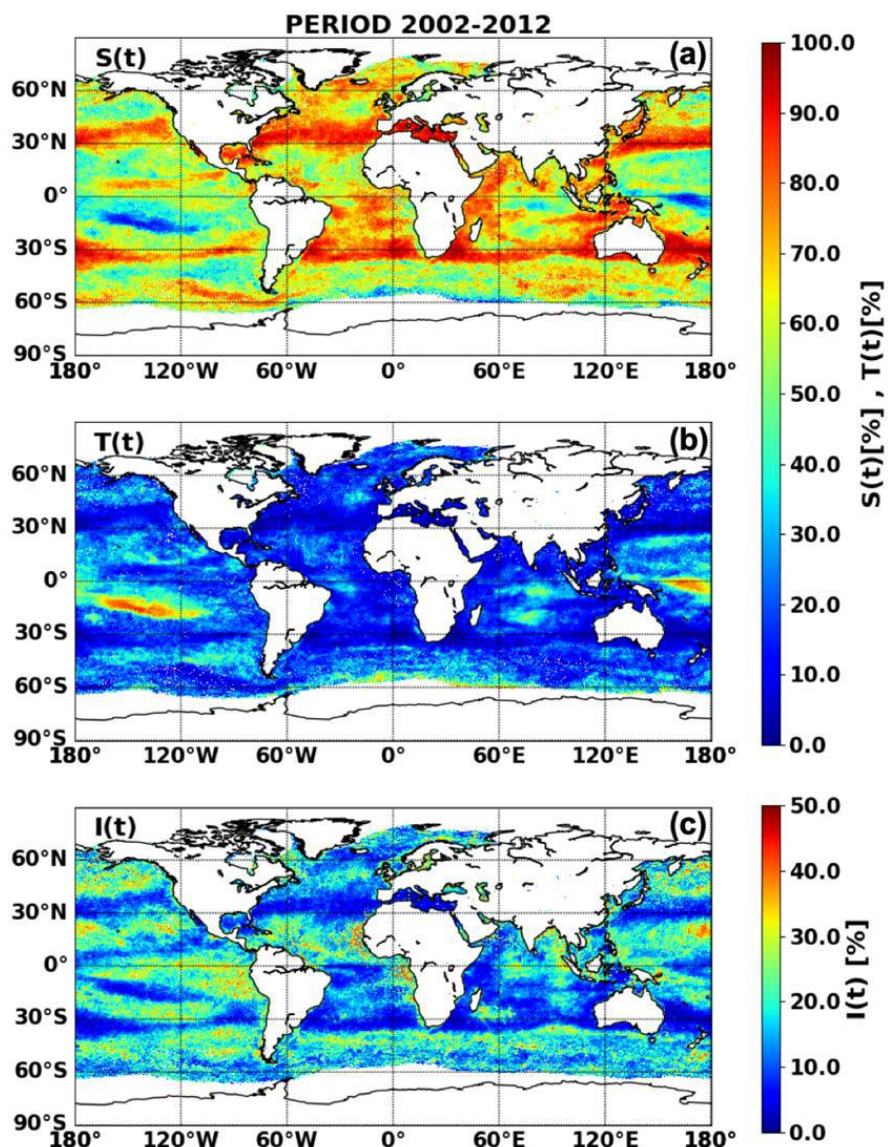 PERIOD 2002-2012
S(t)
(a)
60°N
30°N
0°
30°S
60°S
90°S
180°
120°W
60°W
0°
60°E
120°E
180°
T(t)
(b)
60°N
30°N
0°
30°S
60°S
90°S
180°
120°W
60°W
0°
60°E
120°E
180°
100.0
90.0
80.0
70.0
60.0
50.0
40.0
30.0
20.0
10.0
0.0
S(t)[%] , T(t)[%]
I(t)
(c)
60°N
30°N
0°
30°S
60°S
90°S
180°
120°W
60°W
0°
60°E
120°E
180°
50.0
40.0
30.0
20.0
10.0
0.0
I(t) [%]